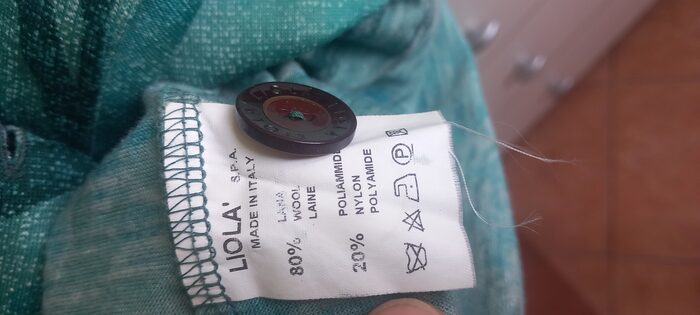 LIOLA' S.P.A.
MADE IN ITALY
80% LANA
WOOL
LAINE
20% POLIAMMIDE
NYLON
POLYAMIDE
P